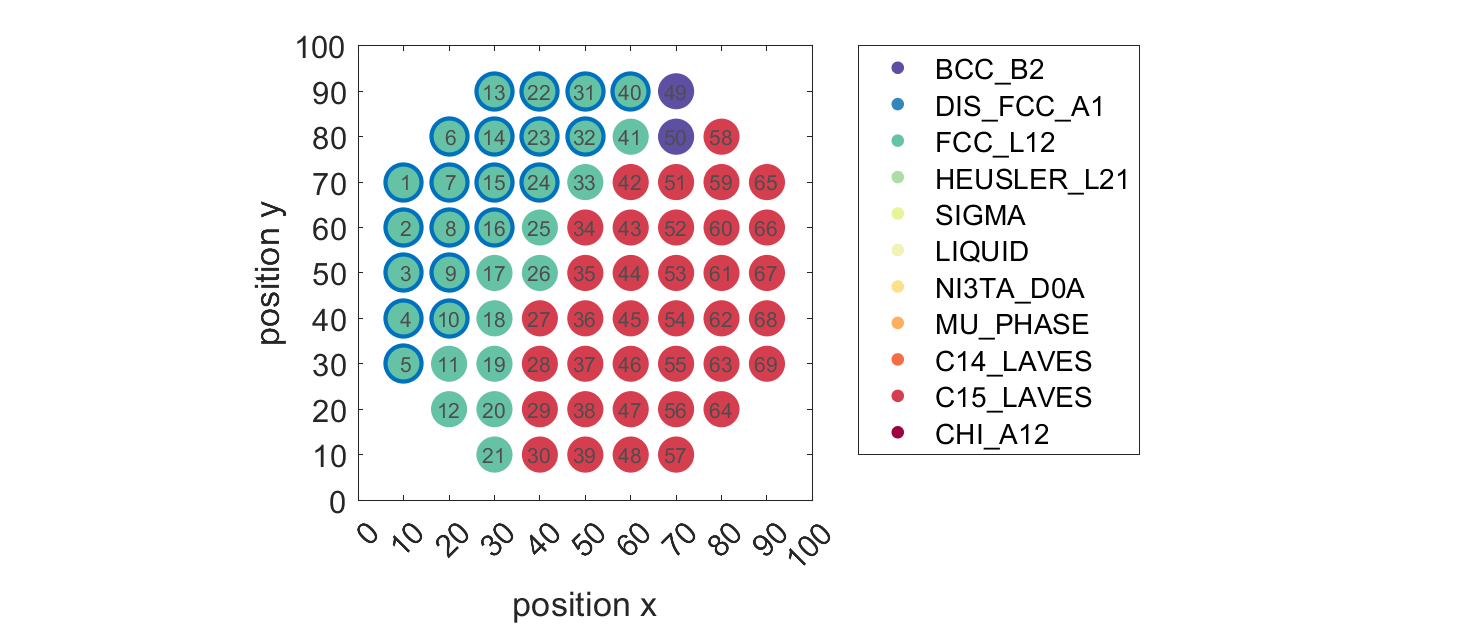 100
90 13 22 31 40 49
80 6 14 23 32 41 50 58
70 1 7 15 24 33 42 51 59 65
60 2 8 16 25 34 43 52 60 66
50 3 9 17 26 35 44 53 61 67
40 4 10 18 27 36 45 54 62 68
30 5 11 19 28 37 46 55 63 69
20 12 20 29 38 47 56 64
10 21 30 39 48 57
0
0 10 20 30 40 50 60 70 80 90 100
position x
position y
BCC_B2
DIS_FCC_A1
FCC_L12
HEUSLER_L21
SIGMA
LIQUID
NI3TA_D0A
MU_PHASE
C14_LAVES
C15_LAVES
CHI_A12